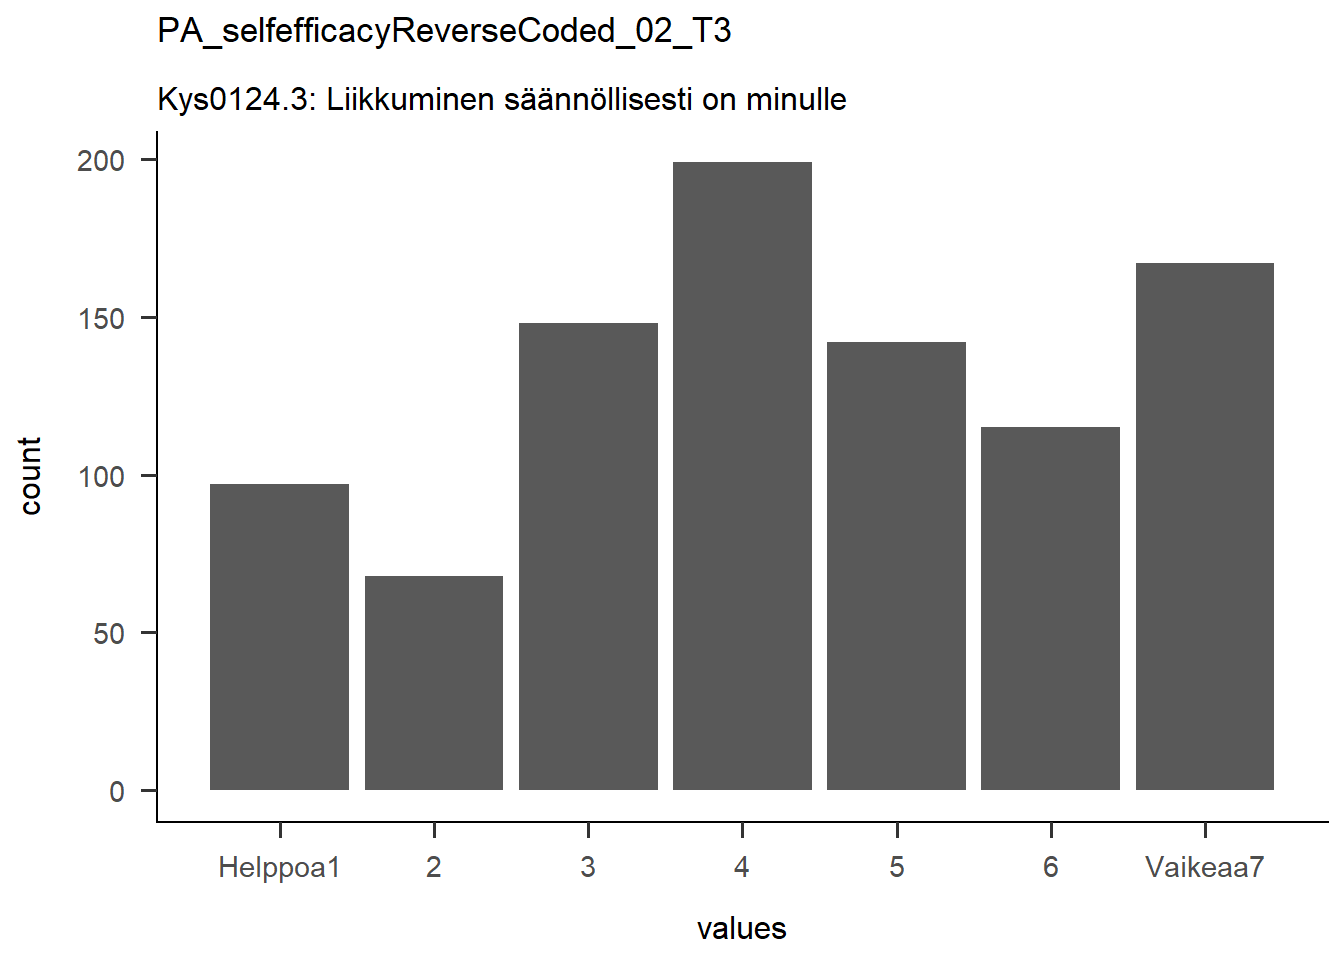 PA_selfefficacyReverseCoded_02_T3
Kys0124.3: Liikkuminen säännöllisesti on minulle
200
150
100
50
0
count
Helppoa1 2 3 4 5 6 Vaikeaa7
values